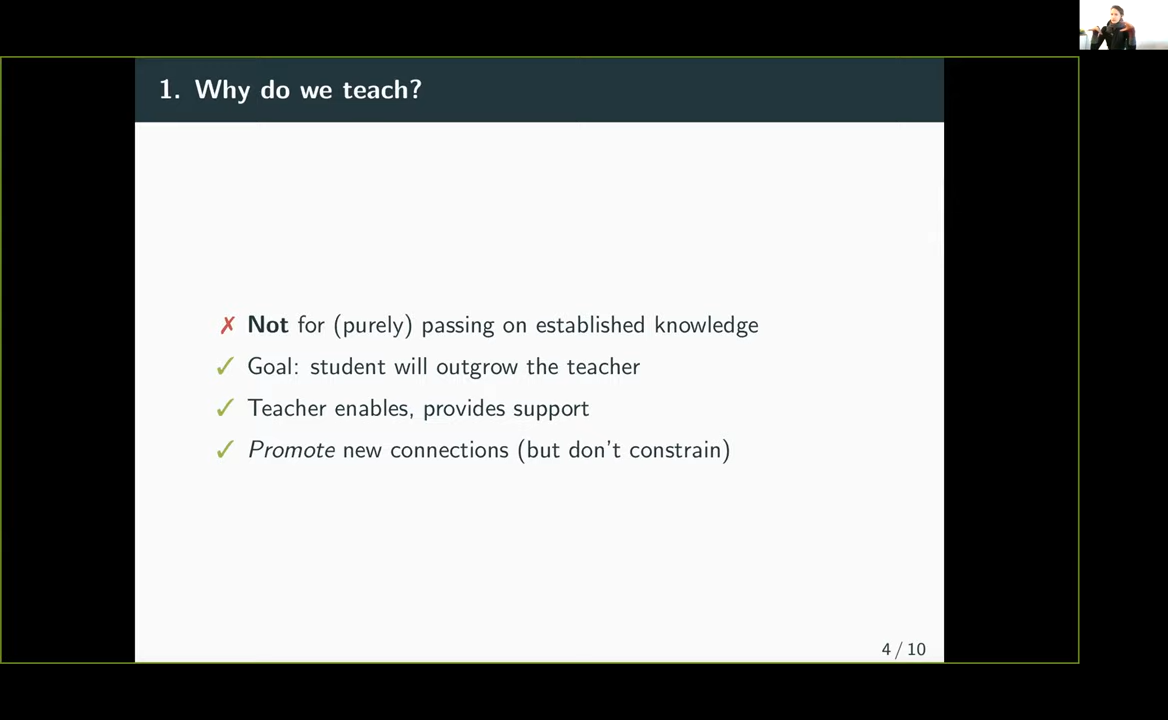 1. Why do we teach?
✗ Not for (purely) passing on established knowledge
✓ Goal: student will outgrow the teacher
✓ Teacher enables, provides support
✓ Promote new connections (but don't constrain)
4 / 10